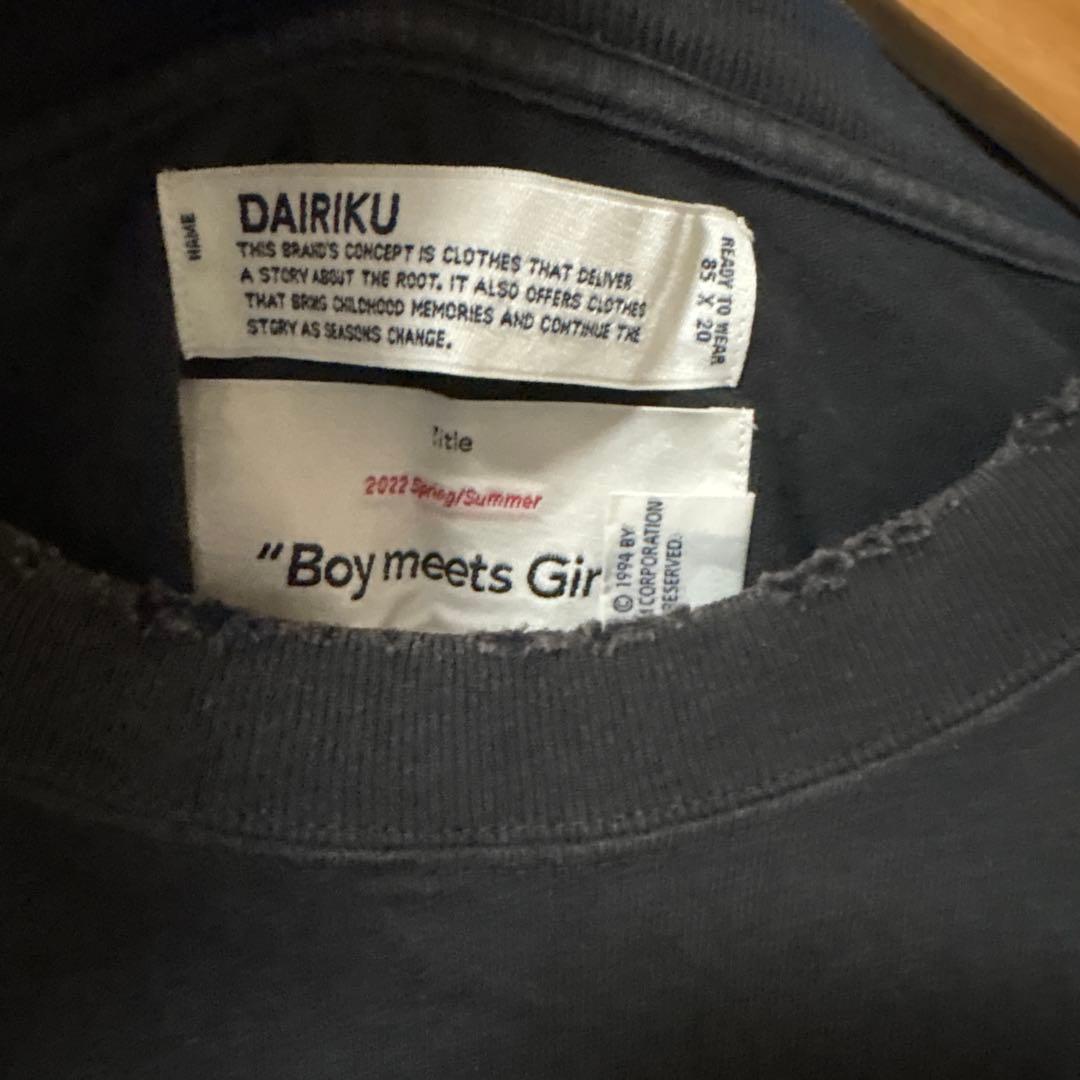 NAME
DAIRIKU
THIS BRAND'S CONCEPT IS CLOTHES THAT DELIVER
A STORY ABOUT THE ROOT. IT ALSO OFFERS CLOTHES
THAT BRING CHILDHOOD MEMORIES AND CONTINUE THE
STORY AS SEASONS CHANGE.
READY TO WEAR
85 X 20
Title
2022 Spring/Summer
"Boy meets Gir
© 1994 BY
CORPORATION
RESERVED.